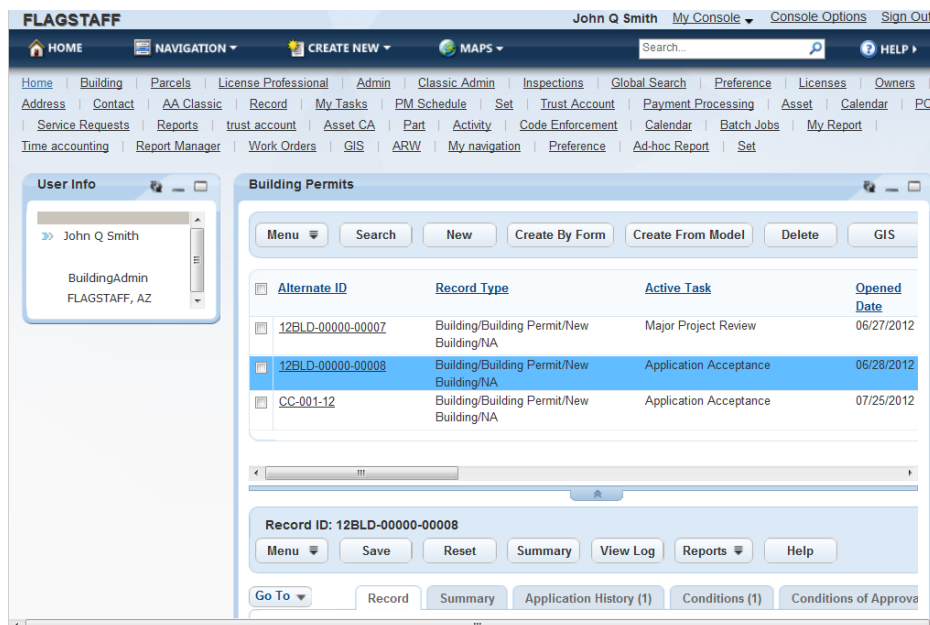 FLAGSTAFF John Q Smith My Console Console Options Sign Out
HOME NAVIGATION CREATE NEW MAPS Search... HELP
Home | Building | Parcels | License Professional | Admin | Classic Admin | Inspections | Global Search | Preference | Licenses | Owners
Address | Contact | AA Classic | Record | My Tasks | PM Schedule | Set | Trust Account | Payment Processing | Asset | Calendar | PO
| Service Requests | Reports | trust account | Asset CA | Part | Activity | Code Enforcement | Calendar | Batch Jobs | My Report |
Time accounting | Report Manager | Work Orders | GIS | ARW | My navigation | Preference | Ad-hoc Report | Set
User Info
John Q Smith
BuildingAdmin
FLAGSTAFF, AZ
Building Permits
Menu Search New Create By Form Create From Model Delete GIS
Alternate ID Record Type Active Task Opened
Date
12BLD-00000-00007 Building/Building Permit/New Major Project Review 06/27/2012
Building/NA
12BLD-00000-00008 Building/Building Permit/New Application Acceptance 06/28/2012
Building/NA
CC-001-12 Building/Building Permit/New Application Acceptance 07/25/2012
Building/NA
Record ID: 12BLD-00000-00008
Menu Save Reset Summary View Log Reports Help
Go To Record Summary Application History (1) Conditions (1) Conditions of Approva